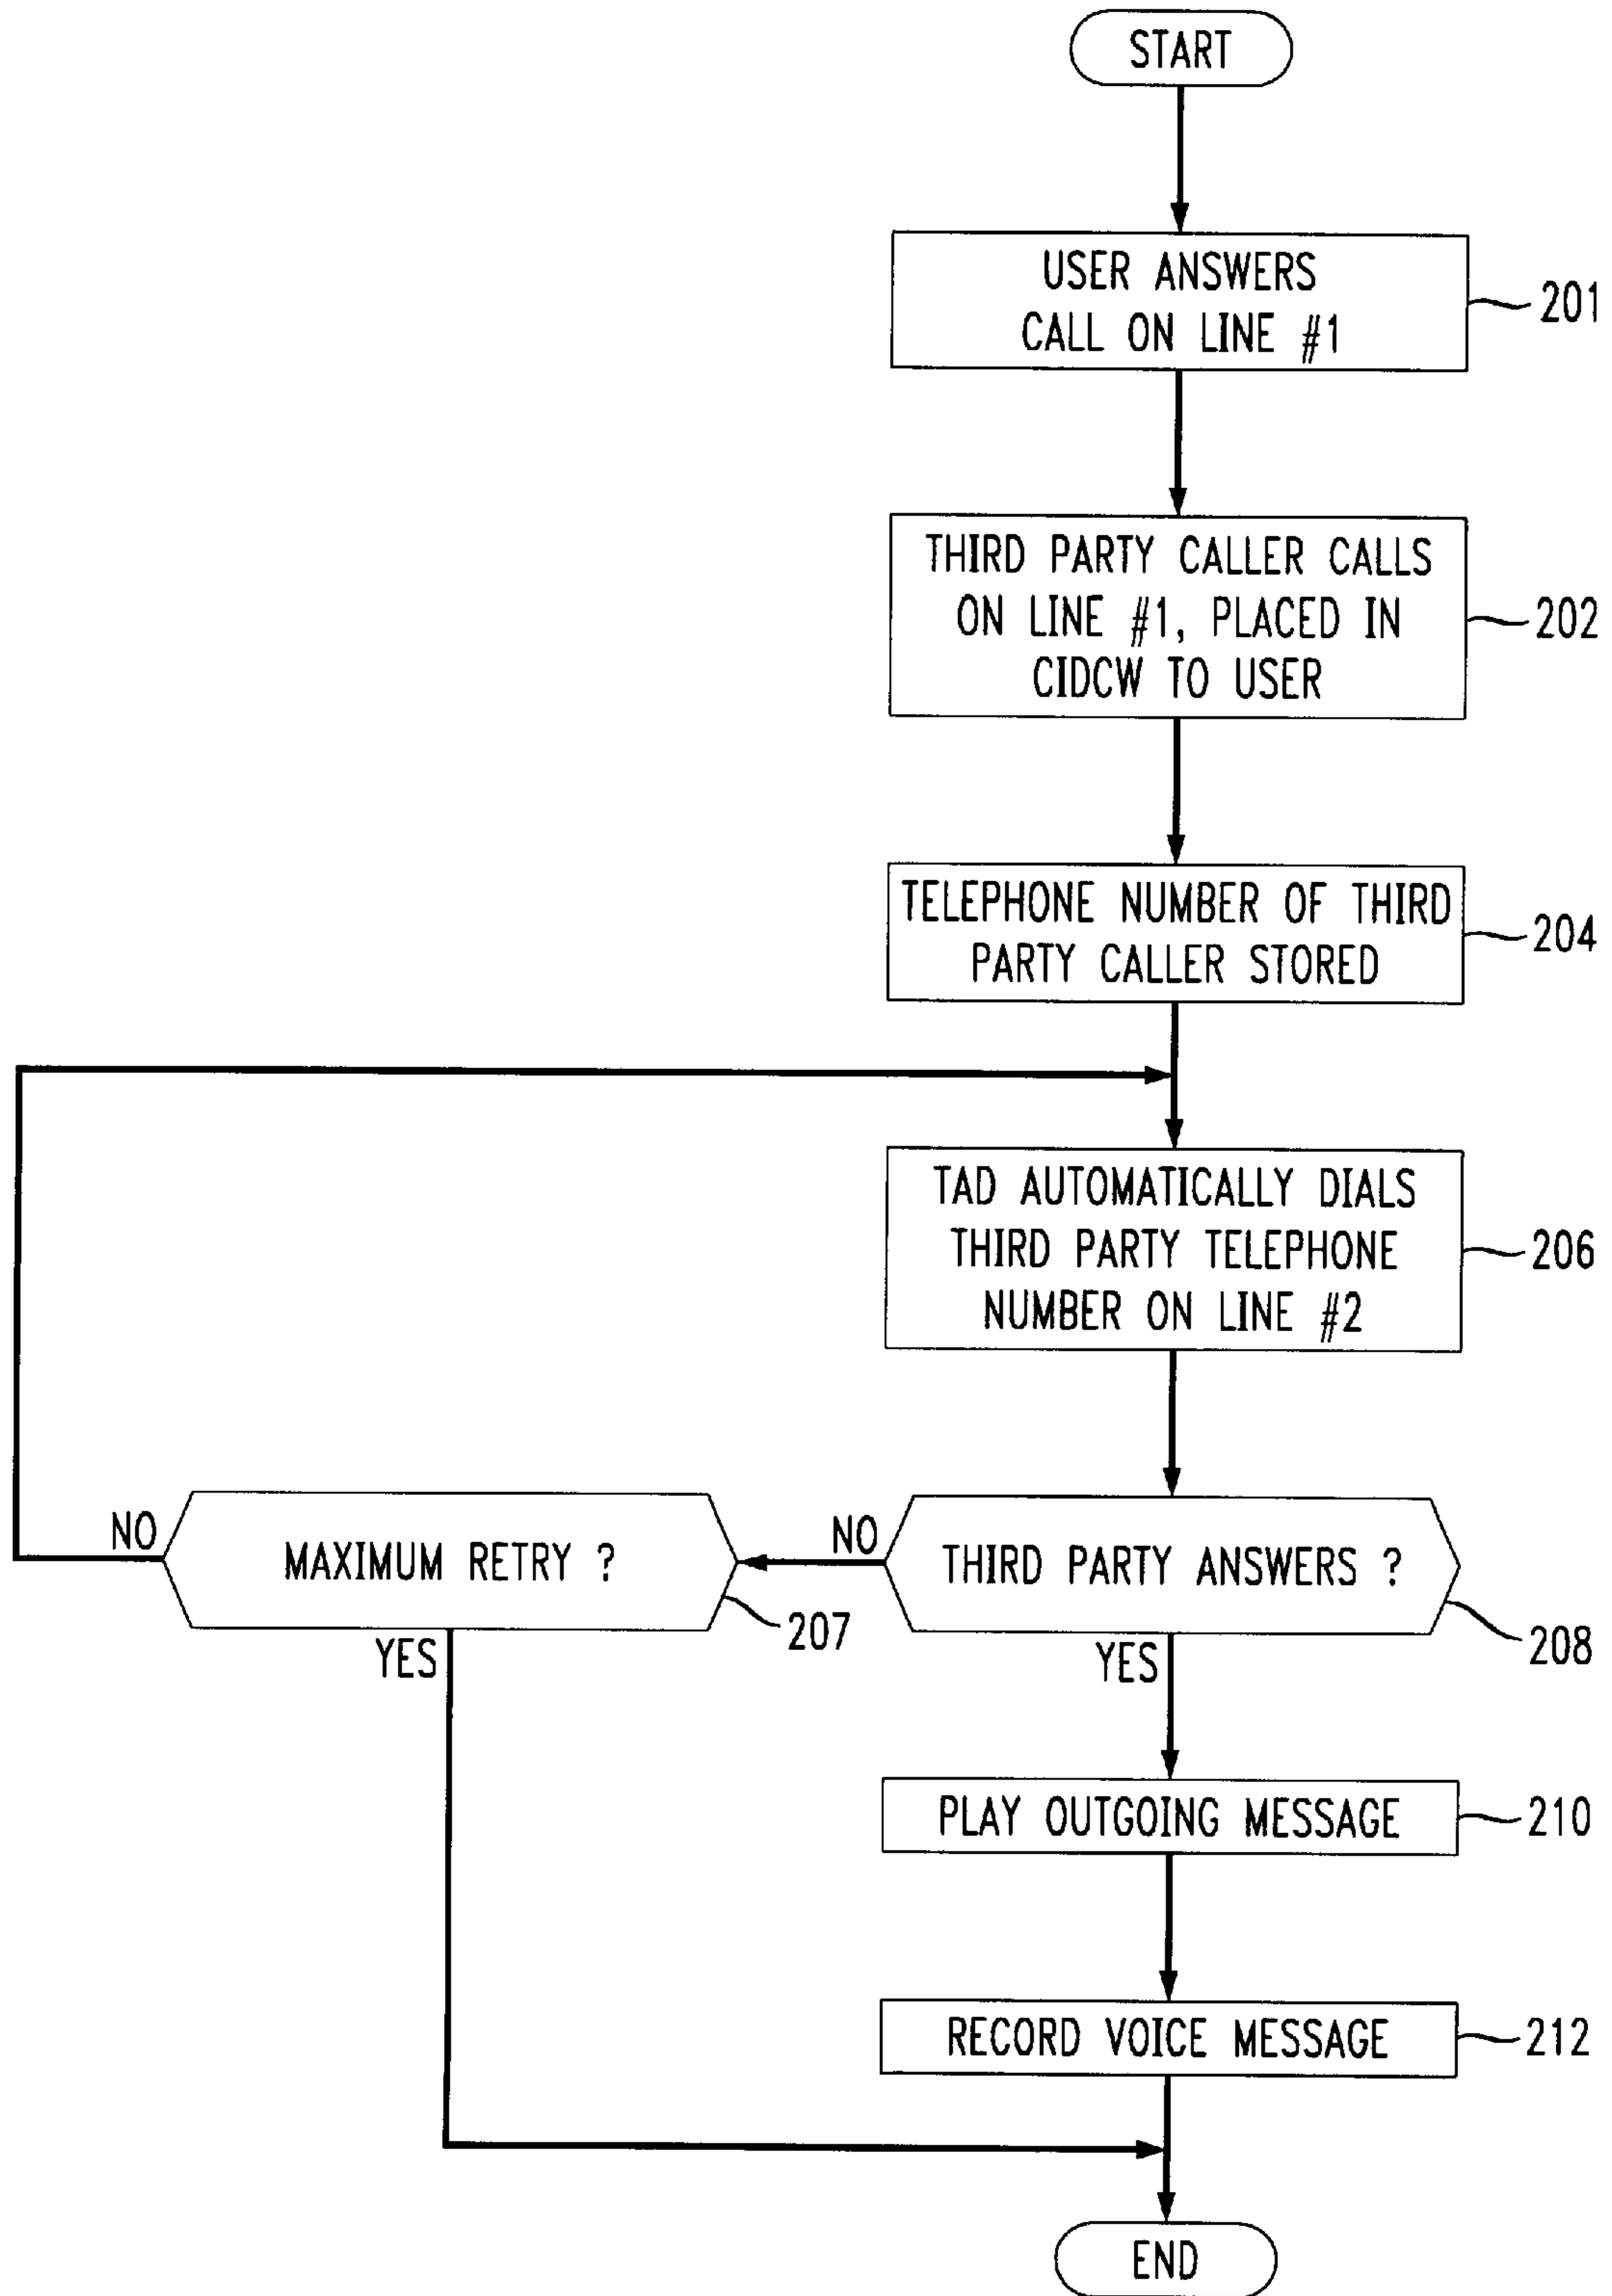 START
USER ANSWERS
CALL ON LINE #1
201
THIRD PARTY CALLER CALLS
ON LINE #1, PLACED IN
CIDCW TO USER
202
TELEPHONE NUMBER OF THIRD
PARTY CALLER STORED
204
TAD AUTOMATICALLY DIALS
THIRD PARTY TELEPHONE
NUMBER ON LINE #2
206
NO
MAXIMUM RETRY ?
207
YES
NO
THIRD PARTY ANSWERS ?
208
YES
PLAY OUTGOING MESSAGE
210
RECORD VOICE MESSAGE
212
END